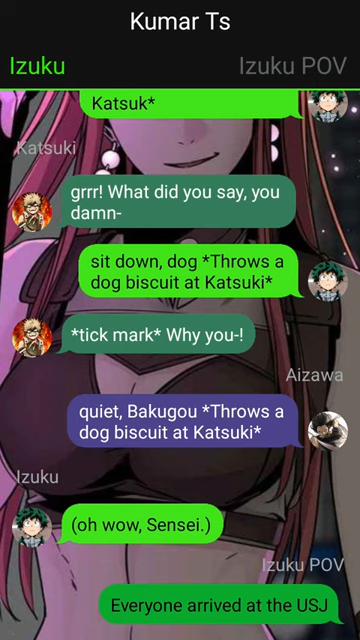 Kumar Ts
Izuku
Izuku POV
Katsuk*
Katsuki
grrr! What did you say, you
damn-
sit down, dog *Throws a
dog biscuit at Katsuki*
*tick mark* Why you-!
Aizawa
quiet, Bakugou *Throws a
dog biscuit at Katsuki*
Izuku
(oh wow, Sensei.)
Izuku POV
Everyone arrived at the USJ